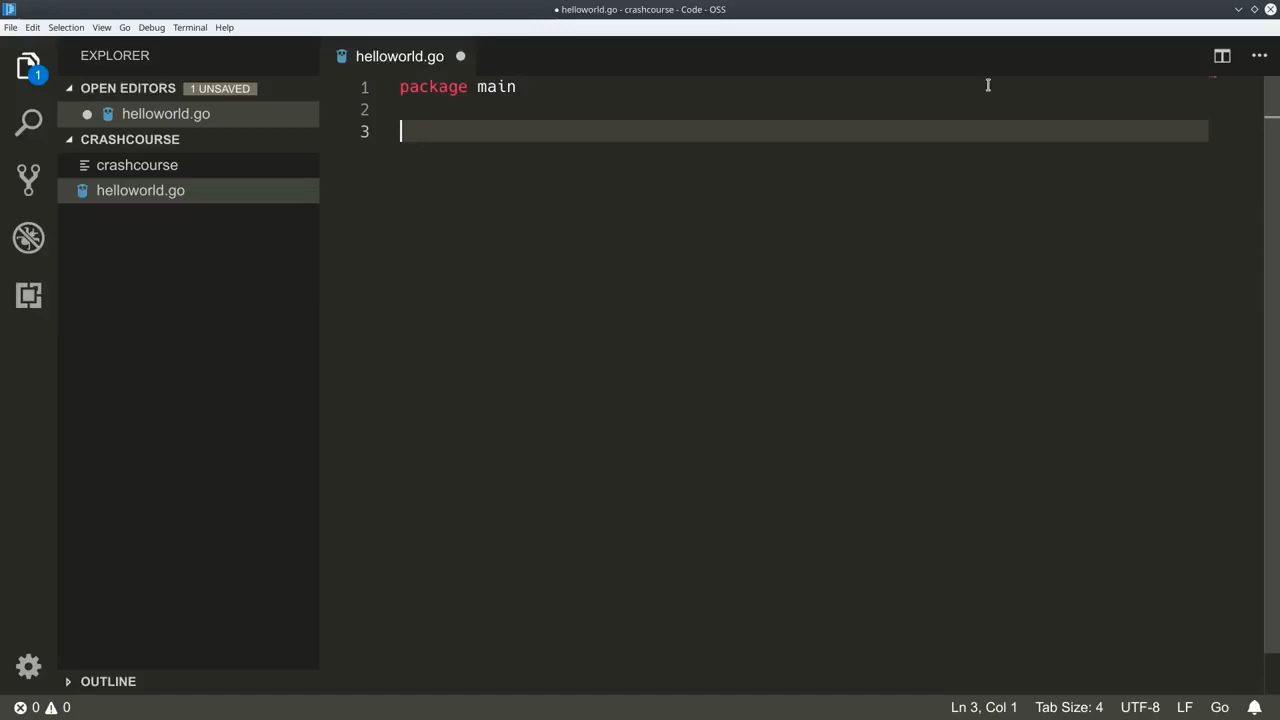 helloworld.go - crashcourse - Code - OSS
File Edit Selection View Go Debug Terminal Help
EXPLORER
helloworld.go
1
OPEN EDITORS 1 UNSAVED
helloworld.go
CRASHCOURSE
crashcourse
helloworld.go
1 package main
2
3
OUTLINE
0 0
Ln 3, Col 1 Tab Size: 4 UTF-8 LF Go